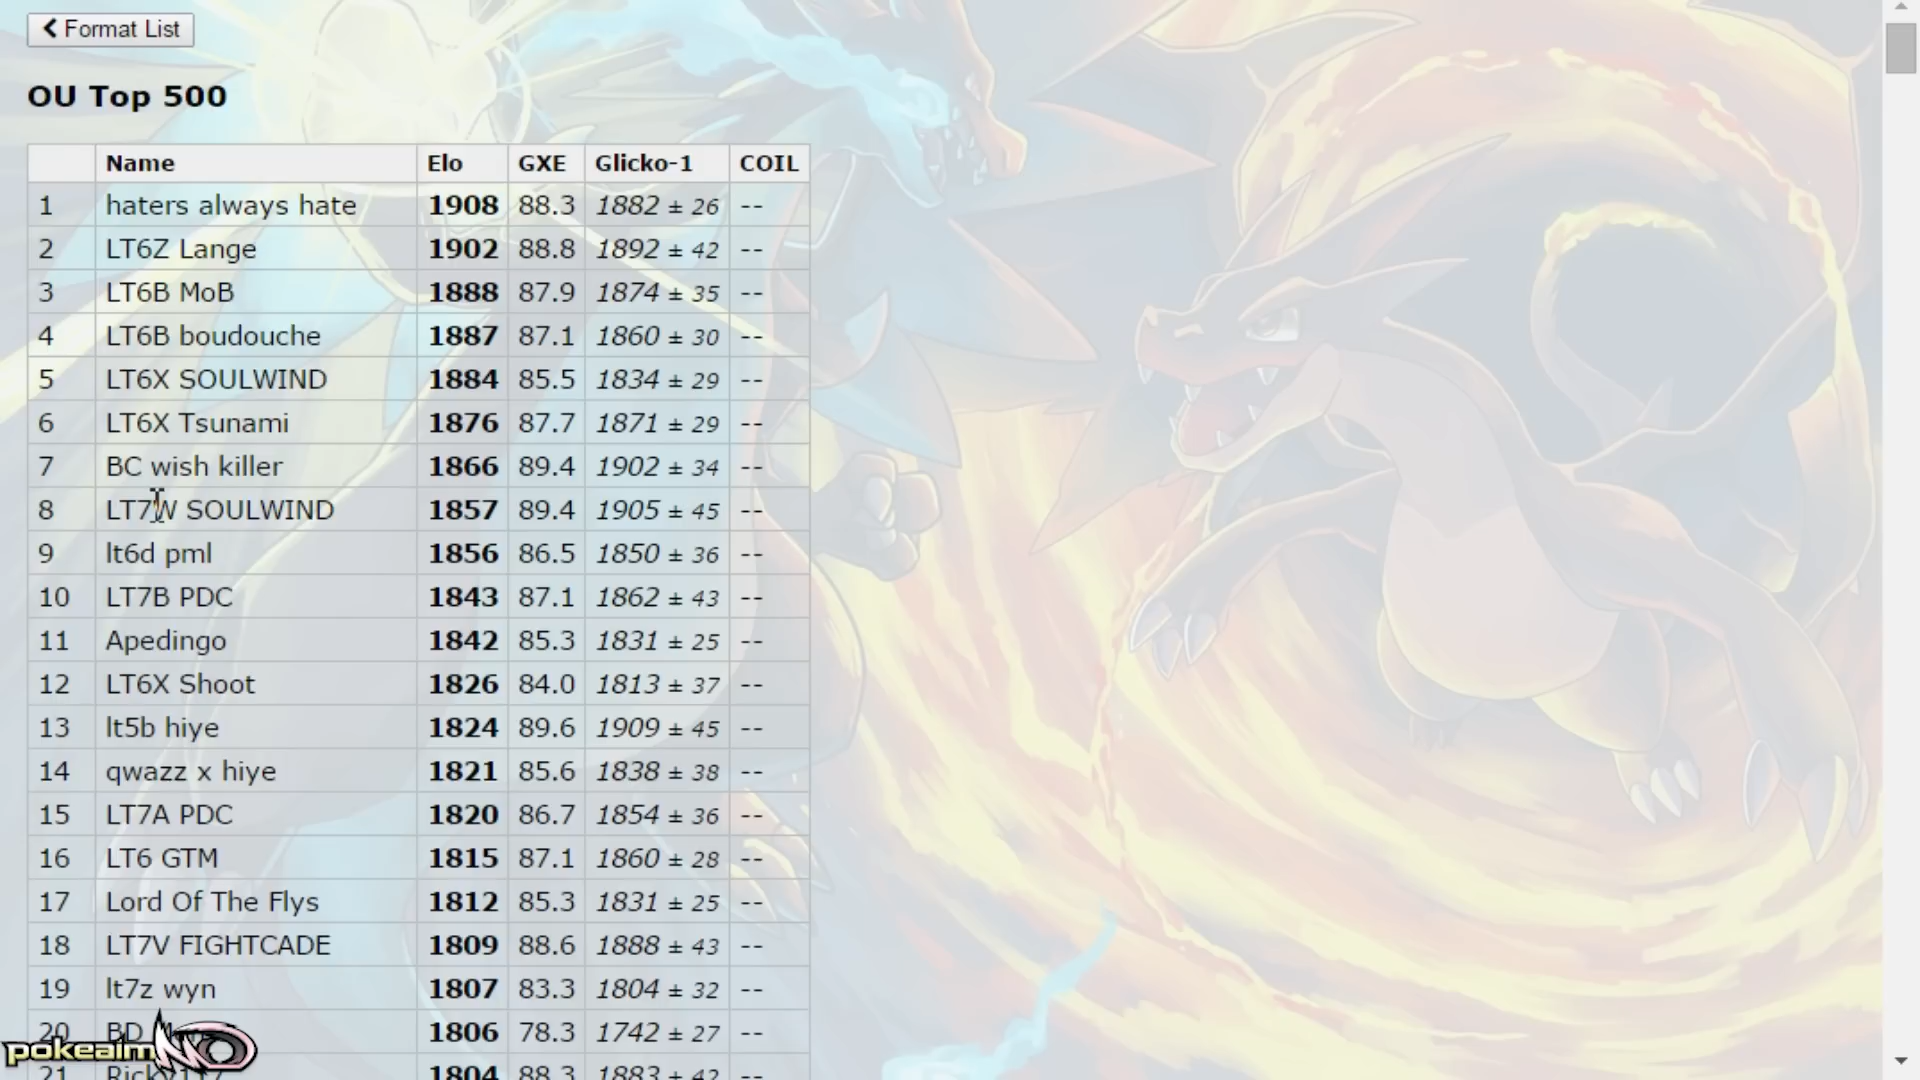 Format List
OU Top 500
Name Elo GXE Glicko-1 COIL
1 haters always hate 1908 88.3 1882 ± 26 --
2 LT6Z Lange 1902 88.8 1892 ± 42 --
3 LT6B MoB 1888 87.9 1874 ± 35 --
4 LT6B boudouche 1887 87.1 1860 ± 30 --
5 LT6X SOULWIND 1884 85.5 1834 ± 29 --
6 LT6X Tsunami 1876 87.7 1871 ± 29 --
7 BC wish killer 1866 89.4 1902 ± 34 --
8 LT7W SOULWIND 1857 89.4 1905 ± 45 --
9 lt6d pml 1856 86.5 1850 ± 36 --
10 LT7B PDC 1843 87.1 1862 ± 43 --
11 Apedingo 1842 85.3 1831 ± 25 --
12 LT6X Shoot 1826 84.0 1813 ± 37 --
13 lt5b hiye 1824 89.6 1909 ± 45 --
14 qwazz x hiye 1821 85.6 1838 ± 38 --
15 LT7A PDC 1820 86.7 1854 ± 36 --
16 LT6 GTM 1815 87.1 1860 ± 28 --
17 Lord Of The Flys 1812 85.3 1831 ± 25 --
18 LT7V FIGHTCADE 1809 88.6 1888 ± 43 --
19 lt7z wyn 1807 83.3 1804 ± 32 --
20 BD 1806 78.3 1742 ± 27 --
pokeaimMD
21 1804 88.3 1883 ± 42 --